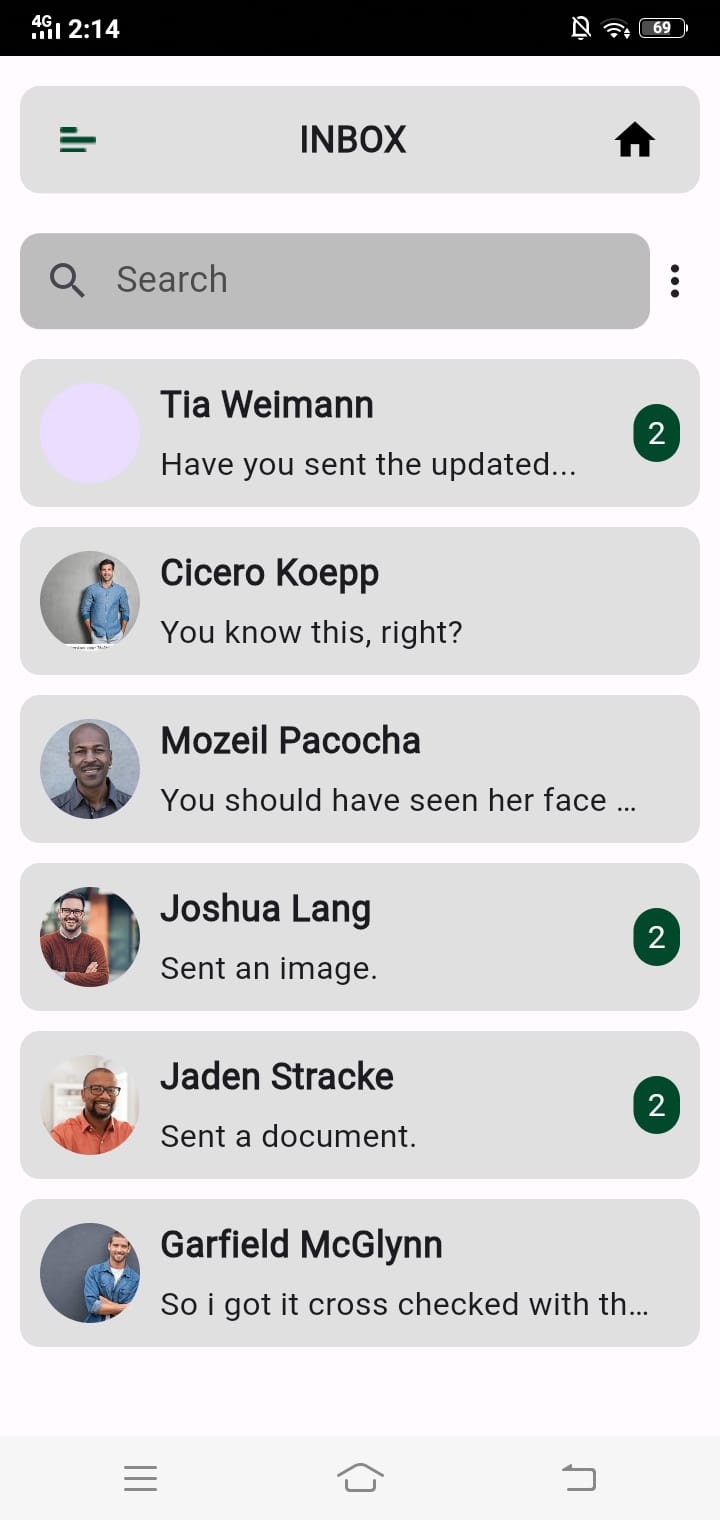 4G 2:14 69
INBOX
Search
Tia Weimann
Have you sent the updated...
2
Cicero Koepp
You know this, right?
Mozeil Pacocha
You should have seen her face ...
Joshua Lang
Sent an image.
2
Jaden Stracke
Sent a document.
2
Garfield McGlynn
So i got it cross checked with th...